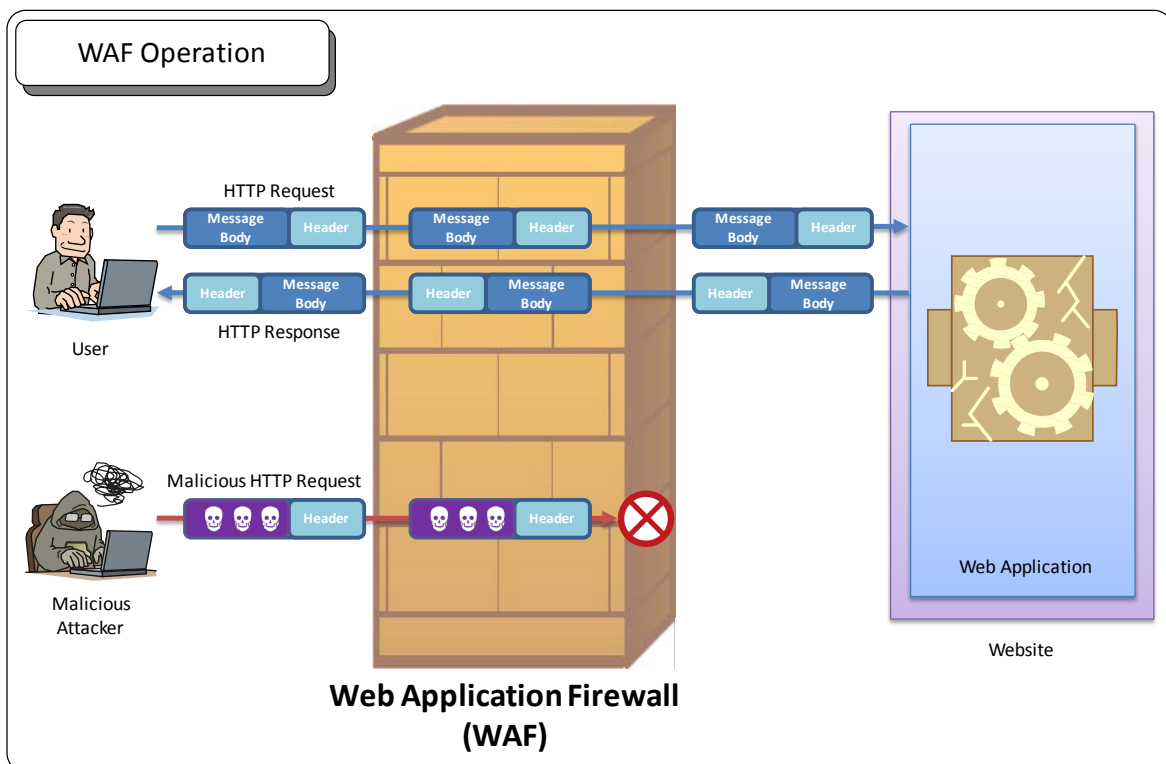 WAF Operation
HTTP Request
Message
Body
Header
Message
Body
Header
Message
Body
Header
Header
Message
Body
Header
Message
Body
Header
Message
Body
HTTP Response
User
Malicious HTTP Request
Header
Header
Malicious
Attacker
Web Application
Website
Web Application Firewall
(WAF)